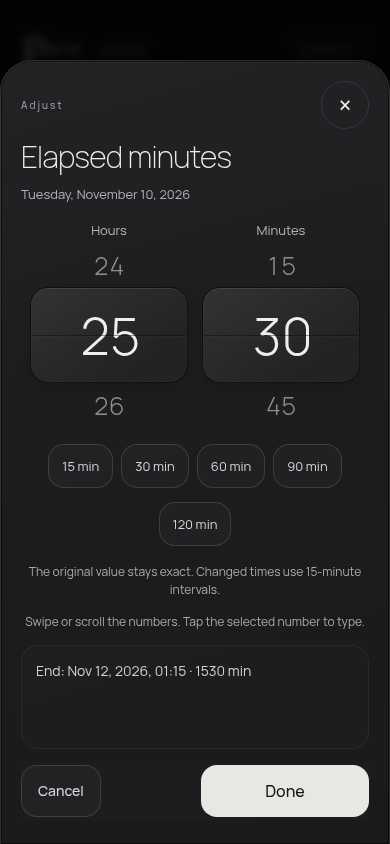 Adjust
×
Elapsed minutes
Tuesday, November 10, 2026
Hours Minutes
24 15
25 30
26 45
15 min 30 min 60 min 90 min
120 min
The original value stays exact. Changed times use 15-minute
intervals.
Swipe or scroll the numbers. Tap the selected number to type.
End: Nov 12, 2026, 01:15 · 1530 min
Cancel Done